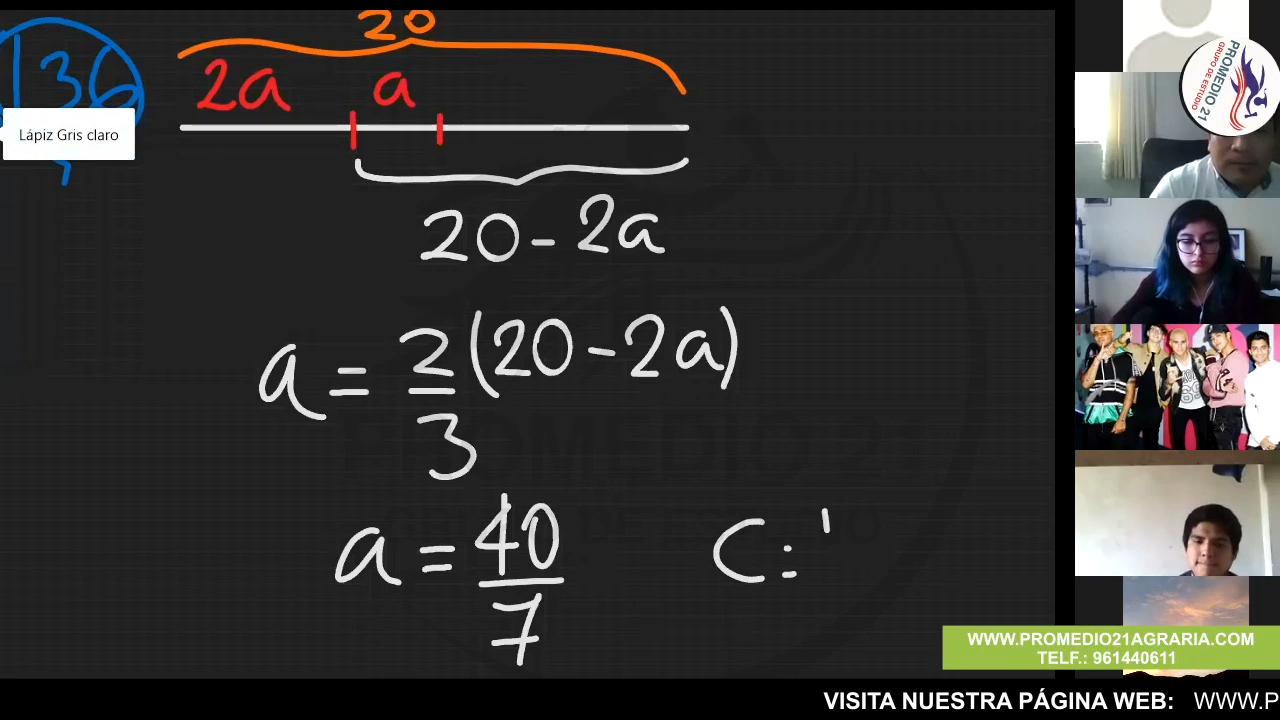 20
136
2a a
Lápiz Gris claro
20 - 2a
a = 2/3 (20 - 2a)
a = 40/7 C = '
PROMEDIO 21
GRUPO DE ESTUDIO
WWW.PROMEDIO21AGRARIA.COM
TELF.: 961440611
VISITA NUESTRA PÁGINA WEB: WWW.P